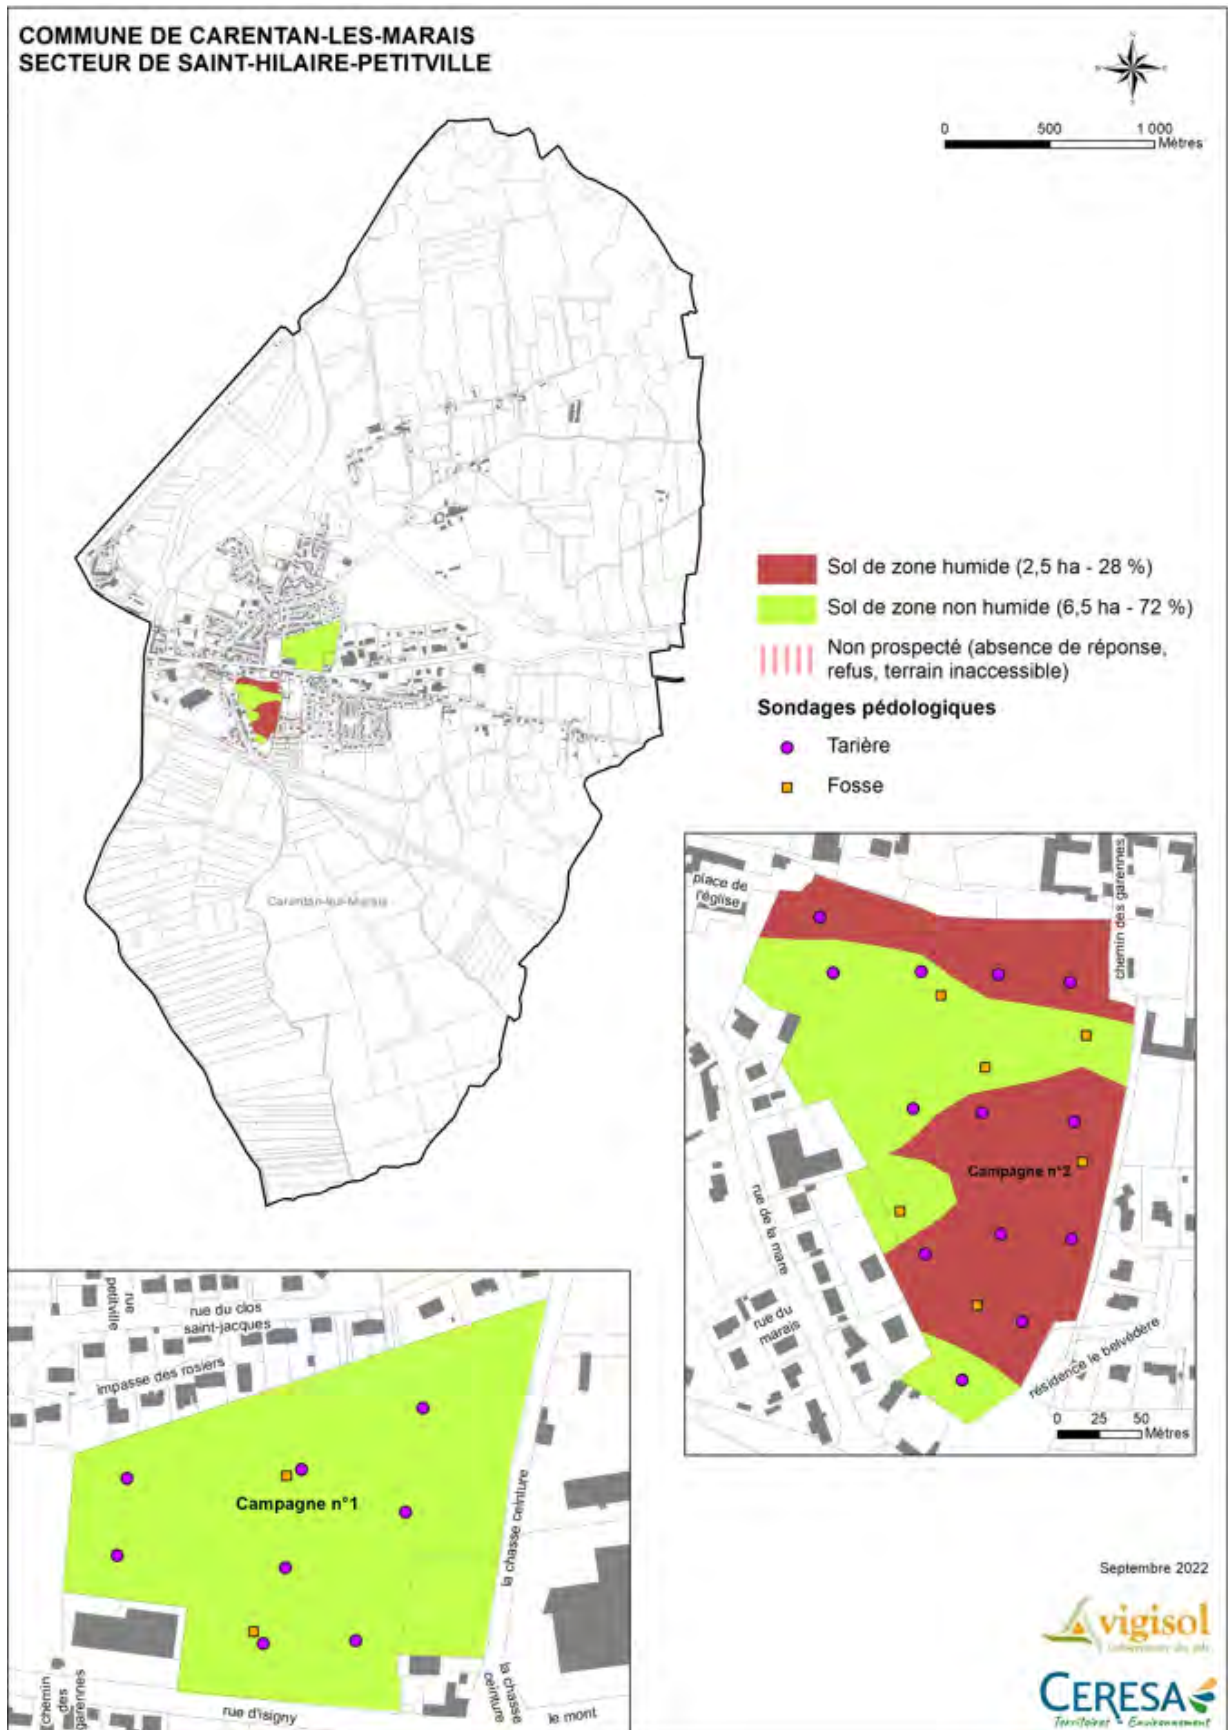 COMMUNE DE CARENTAN-LES-MARAIS
SECTEUR DE SAINT-HILAIRE-PETITVILLE
N
0 500 1 000
Mètres
Sol de zone humide (2,5 ha - 28 %)
Sol de zone non humide (6,5 ha - 72 %)
Non prospecté (absence de réponse,
refus, terrain inaccessible)
Sondages pédologiques
Tarière
Fosse
place de
l'église
chemin des garennes
Campagne n°2
rue de la mare
rue du
marais
résidence le belvédère
0 25 50
Mètres
rue
petitville
rue du clos
saint-jacques
impasse des rosiers
Campagne n°1
la chasse ceinture
chemin
des
garennes
rue d'isigny
la chasse
ceinture
le mont
Septembre 2022
vigisol
CERESA
Territoires - Environnement